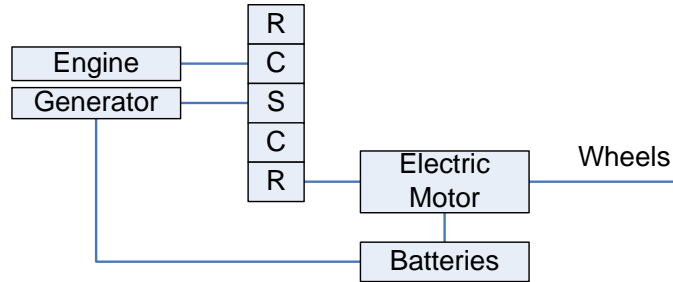 R
Engine
C
Generator
S
C
R
Electric
Motor
Wheels
Batteries